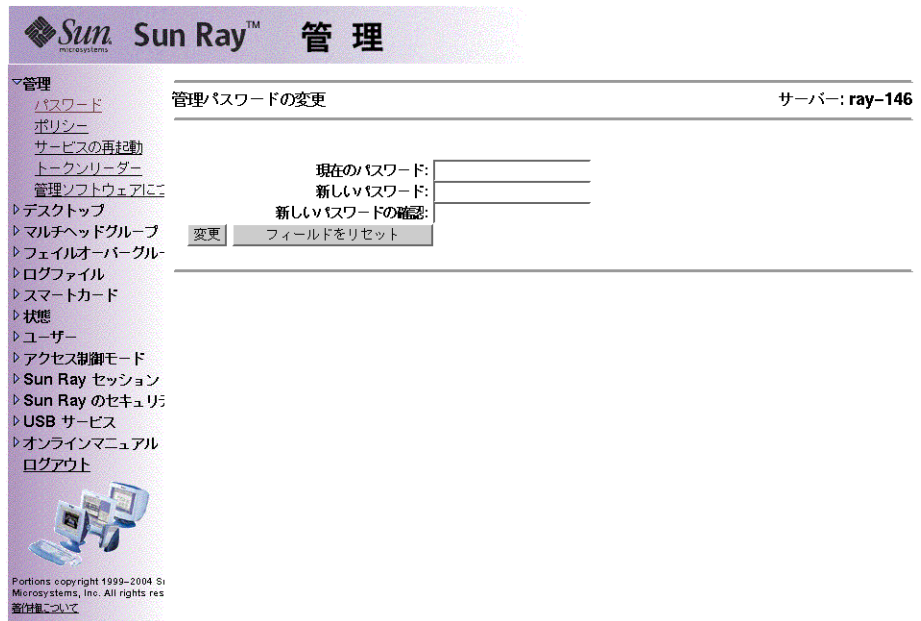 Sun microsystems Sun Ray™ 管理
▽管理
パスワード
ポリシー
サービスの再起動
トークンリーダー
管理ソフトウェアにつ
▷デスクトップ
▷マルチヘッドグループ
▷フェイルオーバーグルー
▷ログファイル
▷スマートカード
▷状態
▷ユーザー
▷アクセス制御モード
▷Sun Ray セッション
▷Sun Ray のセキュリテ
▷USB サービス
▷オンラインマニュアル
ログアウト
Portions copyright 1999–2004 Su
Microsystems, Inc. All rights res
著作権について
管理パスワードの変更 サーバー: ray–146
現在のパスワード:
新しいパスワード:
新しいパスワードの確認:
変更 フィールドをリセット